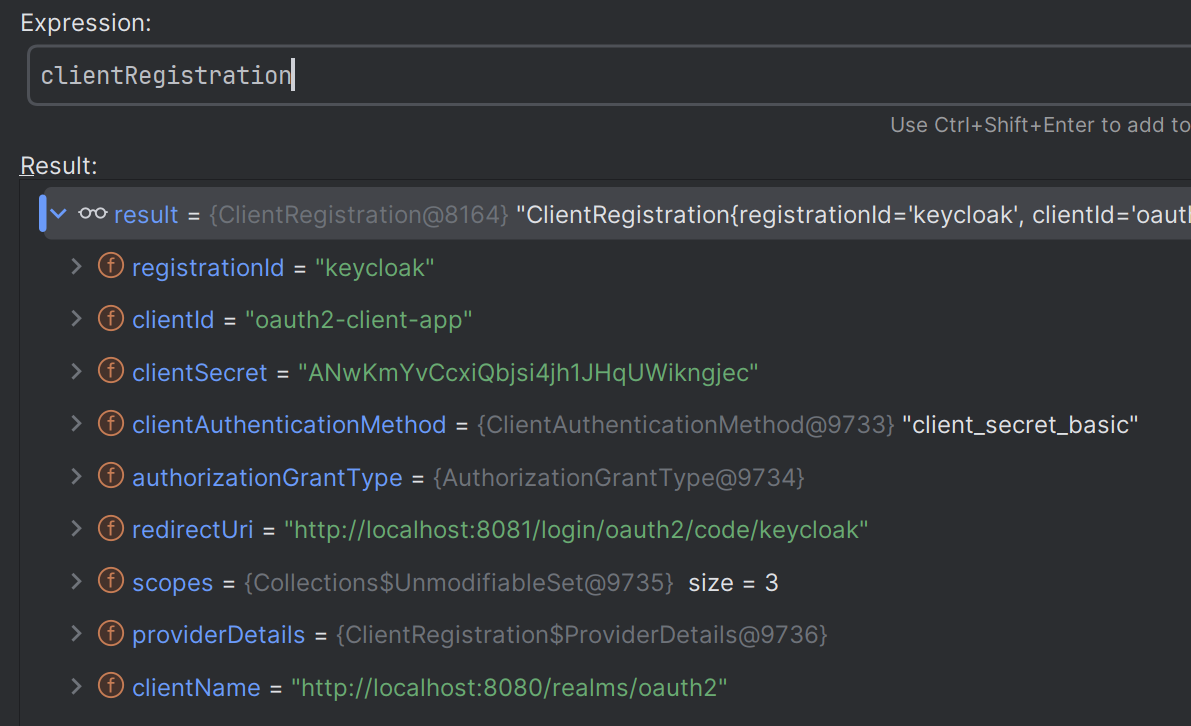 Expression:
clientRegistration
Use Ctrl+Shift+Enter to add to
Result:
result = {ClientRegistration@8164} "ClientRegistration{registrationId='keycloak', clientId='oautl
f registrationId = "keycloak"
f clientId = "oauth2-client-app"
f clientSecret = "ANwKmYvCcxiQbjsi4jh1JHqUWikngjec"
f clientAuthenticationMethod = {ClientAuthenticationMethod@9733} "client_secret_basic"
f authorizationGrantType = {AuthorizationGrantType@9734}
f redirectUri = "http://localhost:8081/login/oauth2/code/keycloak"
f scopes = {Collections$UnmodifiableSet@9735} size = 3
f providerDetails = {ClientRegistration$ProviderDetails@9736}
f clientName = "http://localhost:8080/realms/oauth2"